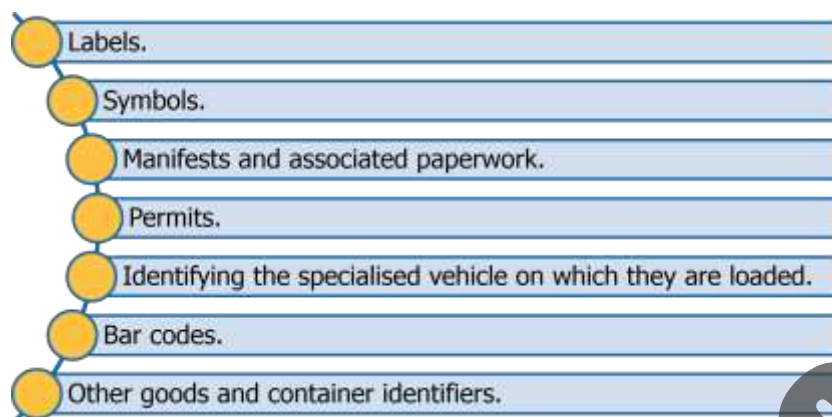 Labels.
Symbols.
Manifests and associated paperwork.
Permits.
Identifying the specialised vehicle on which they are loaded.
Bar codes.
Other goods and container identifiers.